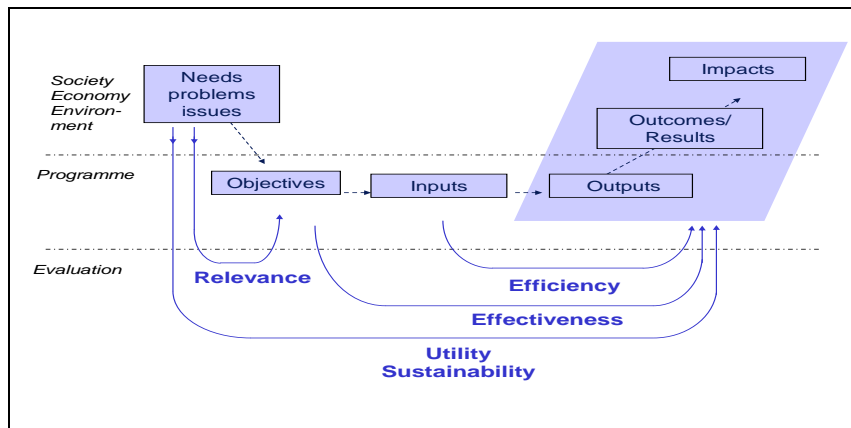 Society
Economy
Environ-
ment
Needs
problems
issues
Impacts
Outcomes/
Results
Programme
Objectives
Inputs
Outputs
Evaluation
Relevance
Efficiency
Effectiveness
Utility
Sustainability